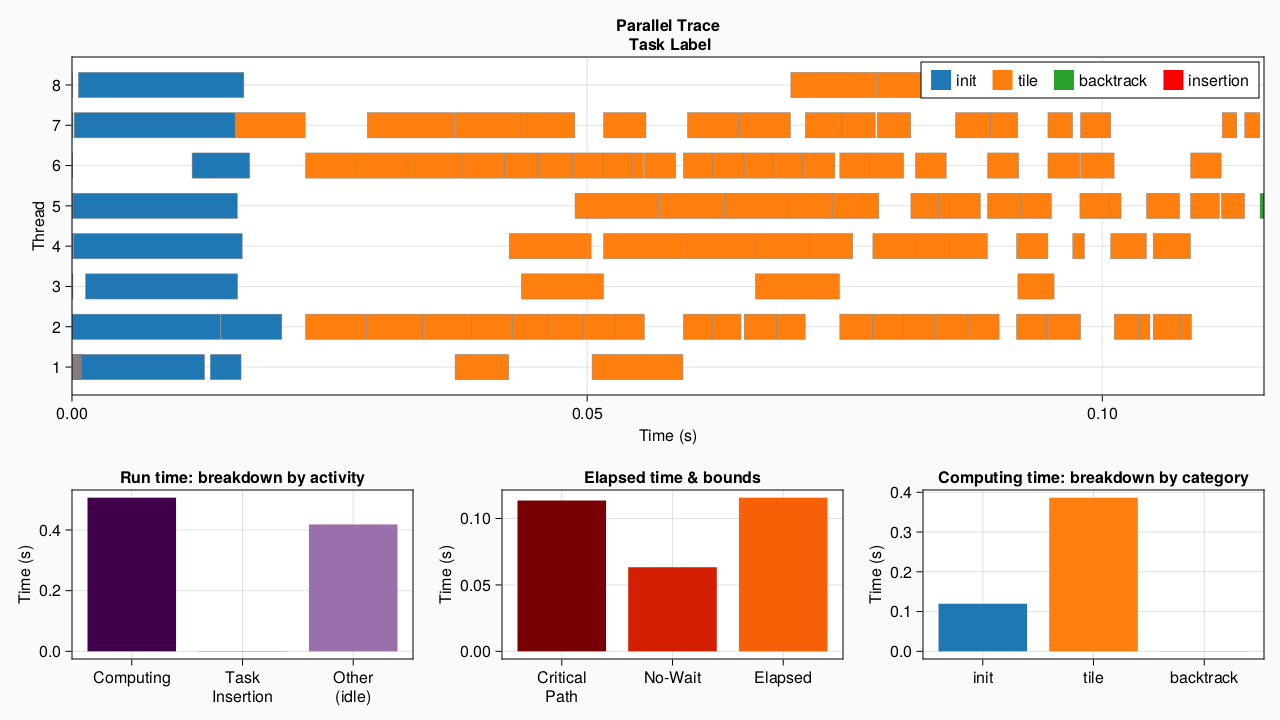 Parallel Trace
Task Label
init tile backtrack insertion
Thread
8
7
6
5
4
3
2
1
0.00 0.05 0.10
Time (s)
Run time: breakdown by activity
Time (s)
0.4
0.2
0.0
Computing Task Insertion Other (idle)
Elapsed time & bounds
Time (s)
0.10
0.05
0.00
Critical Path No-Wait Elapsed
Computing time: breakdown by category
Time (s)
0.4
0.3
0.2
0.1
0.0
init tile backtrack